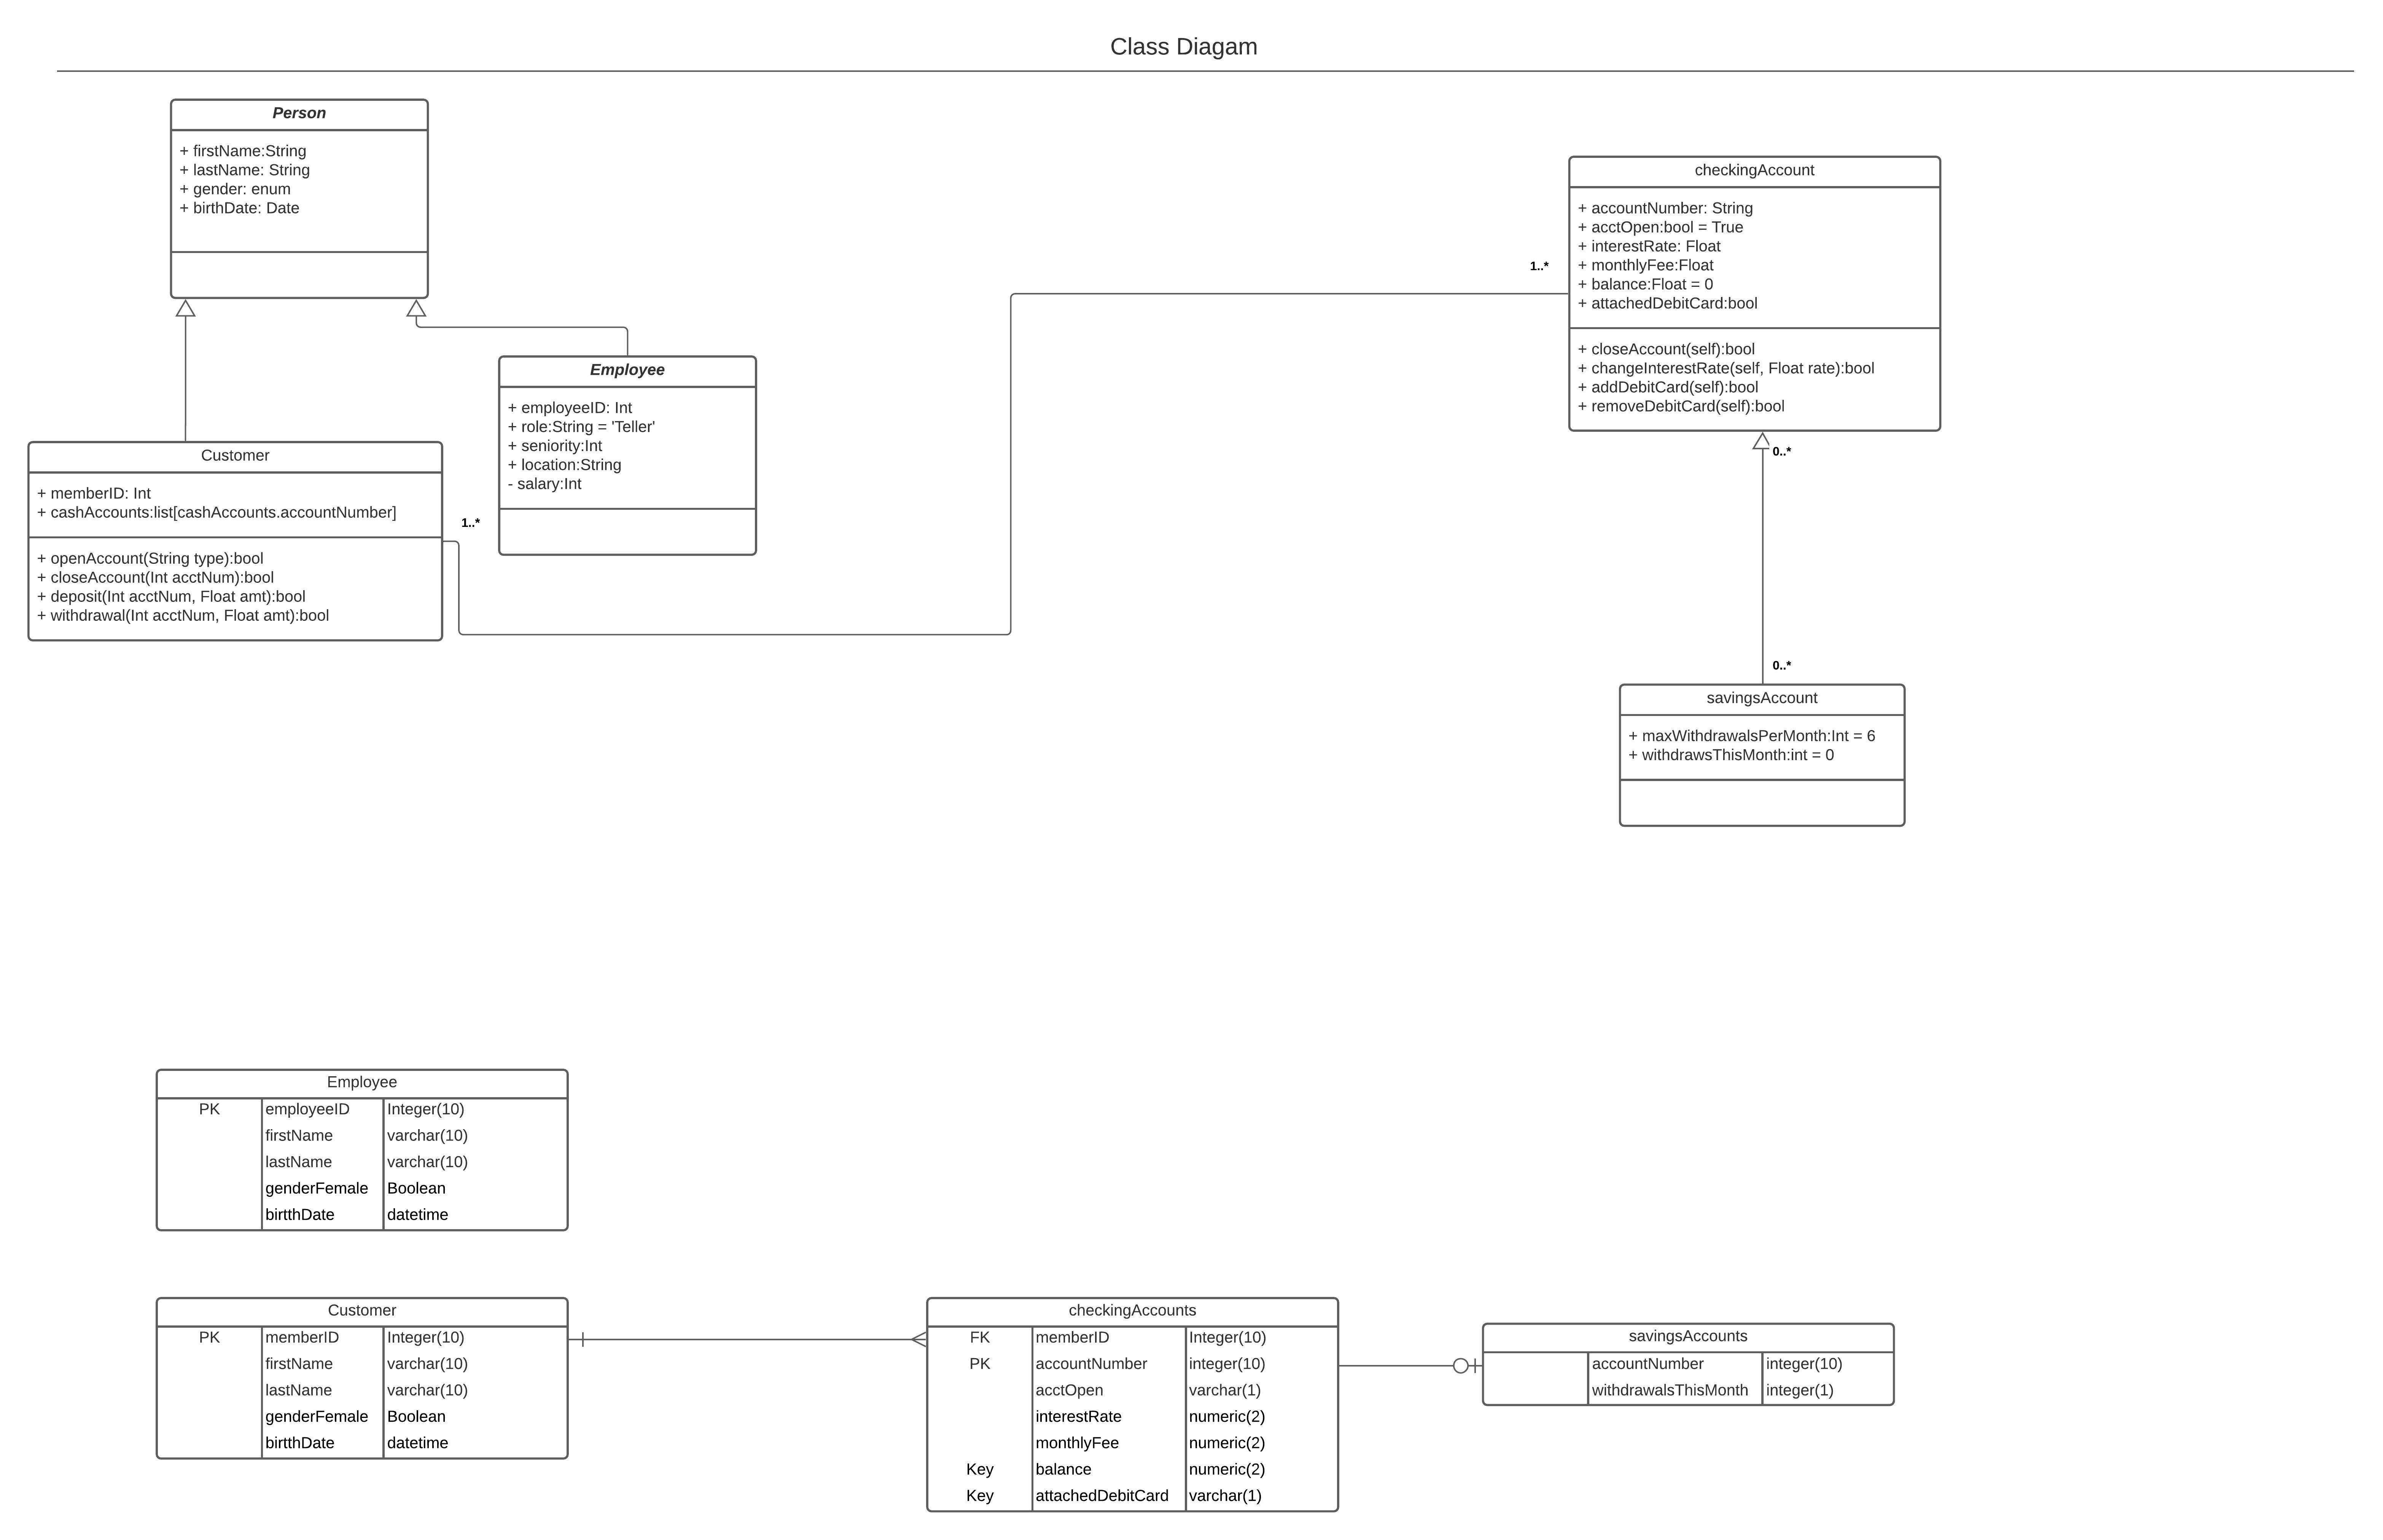 Class Diagam
Person
+ firstName:String
+ lastName: String
+ gender: enum
+ birthDate: Date
checkingAccount
+ accountNumber: String
+ acctOpen:bool = True
+ interestRate: Float
+ monthlyFee:Float
+ balance:Float = 0
+ attachedDebitCard:bool
+ closeAccount(self):bool
+ changeInterestRate(self, Float rate):bool
+ addDebitCard(self):bool
+ removeDebitCard(self):bool
1..*
0..*
Employee
+ employeeID: Int
+ role:String = 'Teller'
+ seniority:Int
+ location:String
- salary:Int
Customer
+ memberID: Int
+ cashAccounts:list[cashAccounts.accountNumber]
+ openAccount(String type):bool
+ closeAccount(Int acctNum):bool
+ deposit(Int acctNum, Float amt):bool
+ withdrawal(Int acctNum, Float amt):bool
1..*
0..*
savingsAccount
+ maxWithdrawalsPerMonth:Int = 6
+ withdrawsThisMonth:int = 0
Employee
PK employeeID Integer(10)
firstName varchar(10)
lastName varchar(10)
genderFemale Boolean
birtthDate datetime
Customer
PK memberID Integer(10)
firstName varchar(10)
lastName varchar(10)
genderFemale Boolean
birtthDate datetime
checkingAccounts
FK memberID Integer(10)
PK accountNumber integer(10)
acctOpen varchar(1)
interestRate numeric(2)
monthlyFee numeric(2)
Key balance numeric(2)
Key attachedDebitCard varchar(1)
savingsAccounts
accountNumber integer(10)
withdrawalsThisMonth integer(1)